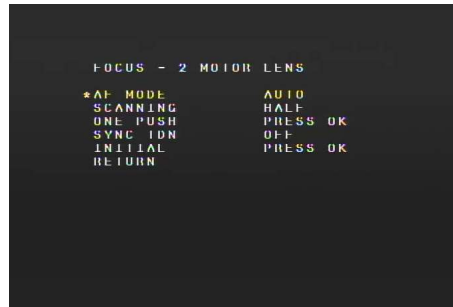 FOCUS - 2 MOTOR LENS
*AF MODE AUTO
SCANNING HALF
ONE PUSH PRESS OK
SYNC TDN OFF
INITIAL PRESS OK
RETURN